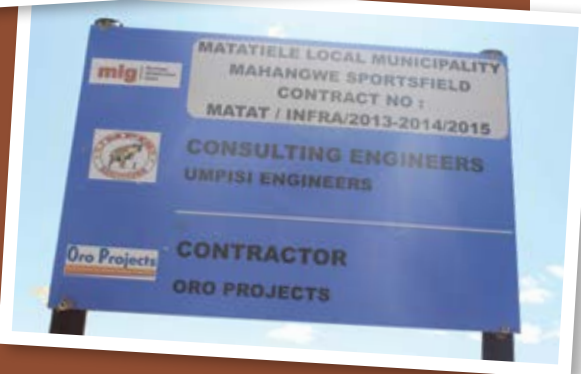 MATATIELE LOCAL MUNICIPALITY
MAHANGWE SPORTSFIELD
CONTRACT NO :
MATAT / INFRA/2013-2014/2015
mig
CONSULTING ENGINEERS
UMPISI ENGINEERS
Oro Projects
CONTRACTOR
ORO PROJECTS